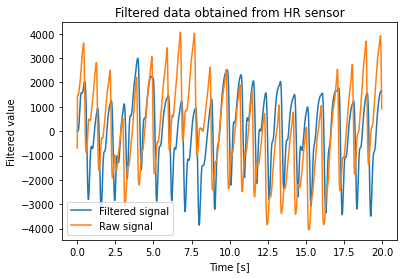 Filtered data obtained from HR sensor
4000
3000
2000
1000
0
−1000
−2000
−3000
−4000
Filtered value
Filtered signal
Raw signal
0.0 2.5 5.0 7.5 10.0 12.5 15.0 17.5 20.0
Time [s]